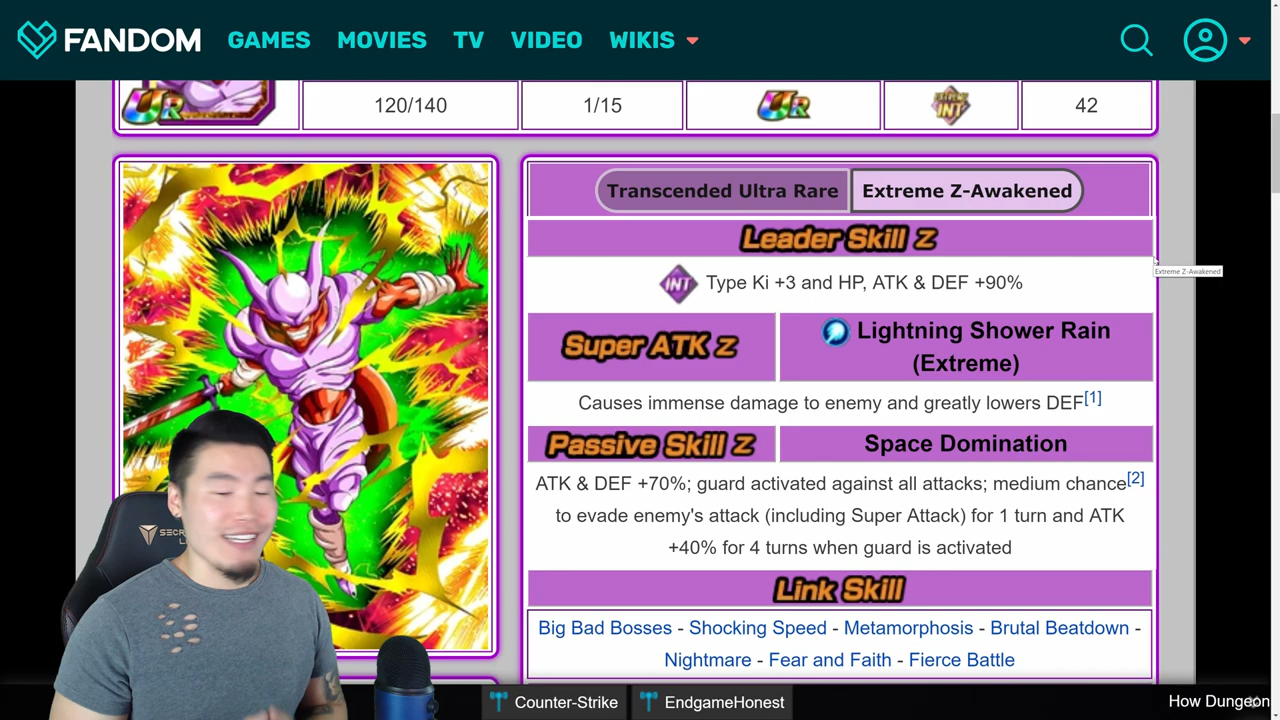 FANDOM GAMES MOVIES TV VIDEO WIKIS
UR 120/140 1/15 UR INT 42
Transcended Ultra Rare Extreme Z-Awakened
Leader Skill Z
Extreme Z-Awakened
INT Type Ki +3 and HP, ATK & DEF +90%
Super ATK Z
Lightning Shower Rain
(Extreme)
Causes immense damage to enemy and greatly lowers DEF[1]
Passive Skill Z Space Domination
ATK & DEF +70%; guard activated against all attacks; medium chance[2]
to evade enemy's attack (including Super Attack) for 1 turn and ATK
+40% for 4 turns when guard is activated
Link Skill
Big Bad Bosses - Shocking Speed - Metamorphosis - Brutal Beatdown -
Nightmare - Fear and Faith - Fierce Battle
Counter-Strike EndgameHonest How Dungeon